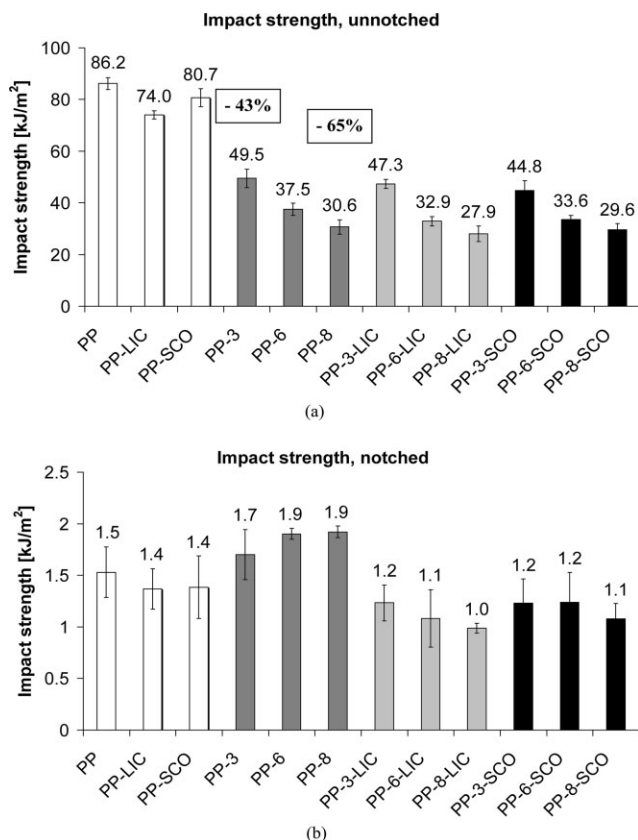 Impact strength, unnotched
Impact strength [kJ/m²]
100
80
60
40
20
0
86.2
74.0
80.7
- 43%
- 65%
49.5
37.5
30.6
47.3
32.9
27.9
44.8
33.6
29.6
PP
PP-LIC
PP-SCO
PP-3
PP-6
PP-8
PP-3-LIC
PP-6-LIC
PP-8-LIC
PP-3-SCO
PP-6-SCO
PP-8-SCO
(a)
Impact strength, notched
Impact strength [kJ/m²]
2.5
2
1.5
1
0.5
0
1.5
1.4
1.4
1.7
1.9
1.9
1.2
1.1
1.0
1.2
1.2
1.1
PP
PP-LIC
PP-SCO
PP-3
PP-6
PP-8
PP-3-LIC
PP-6-LIC
PP-8-LIC
PP-3-SCO
PP-6-SCO
PP-8-SCO
(b)